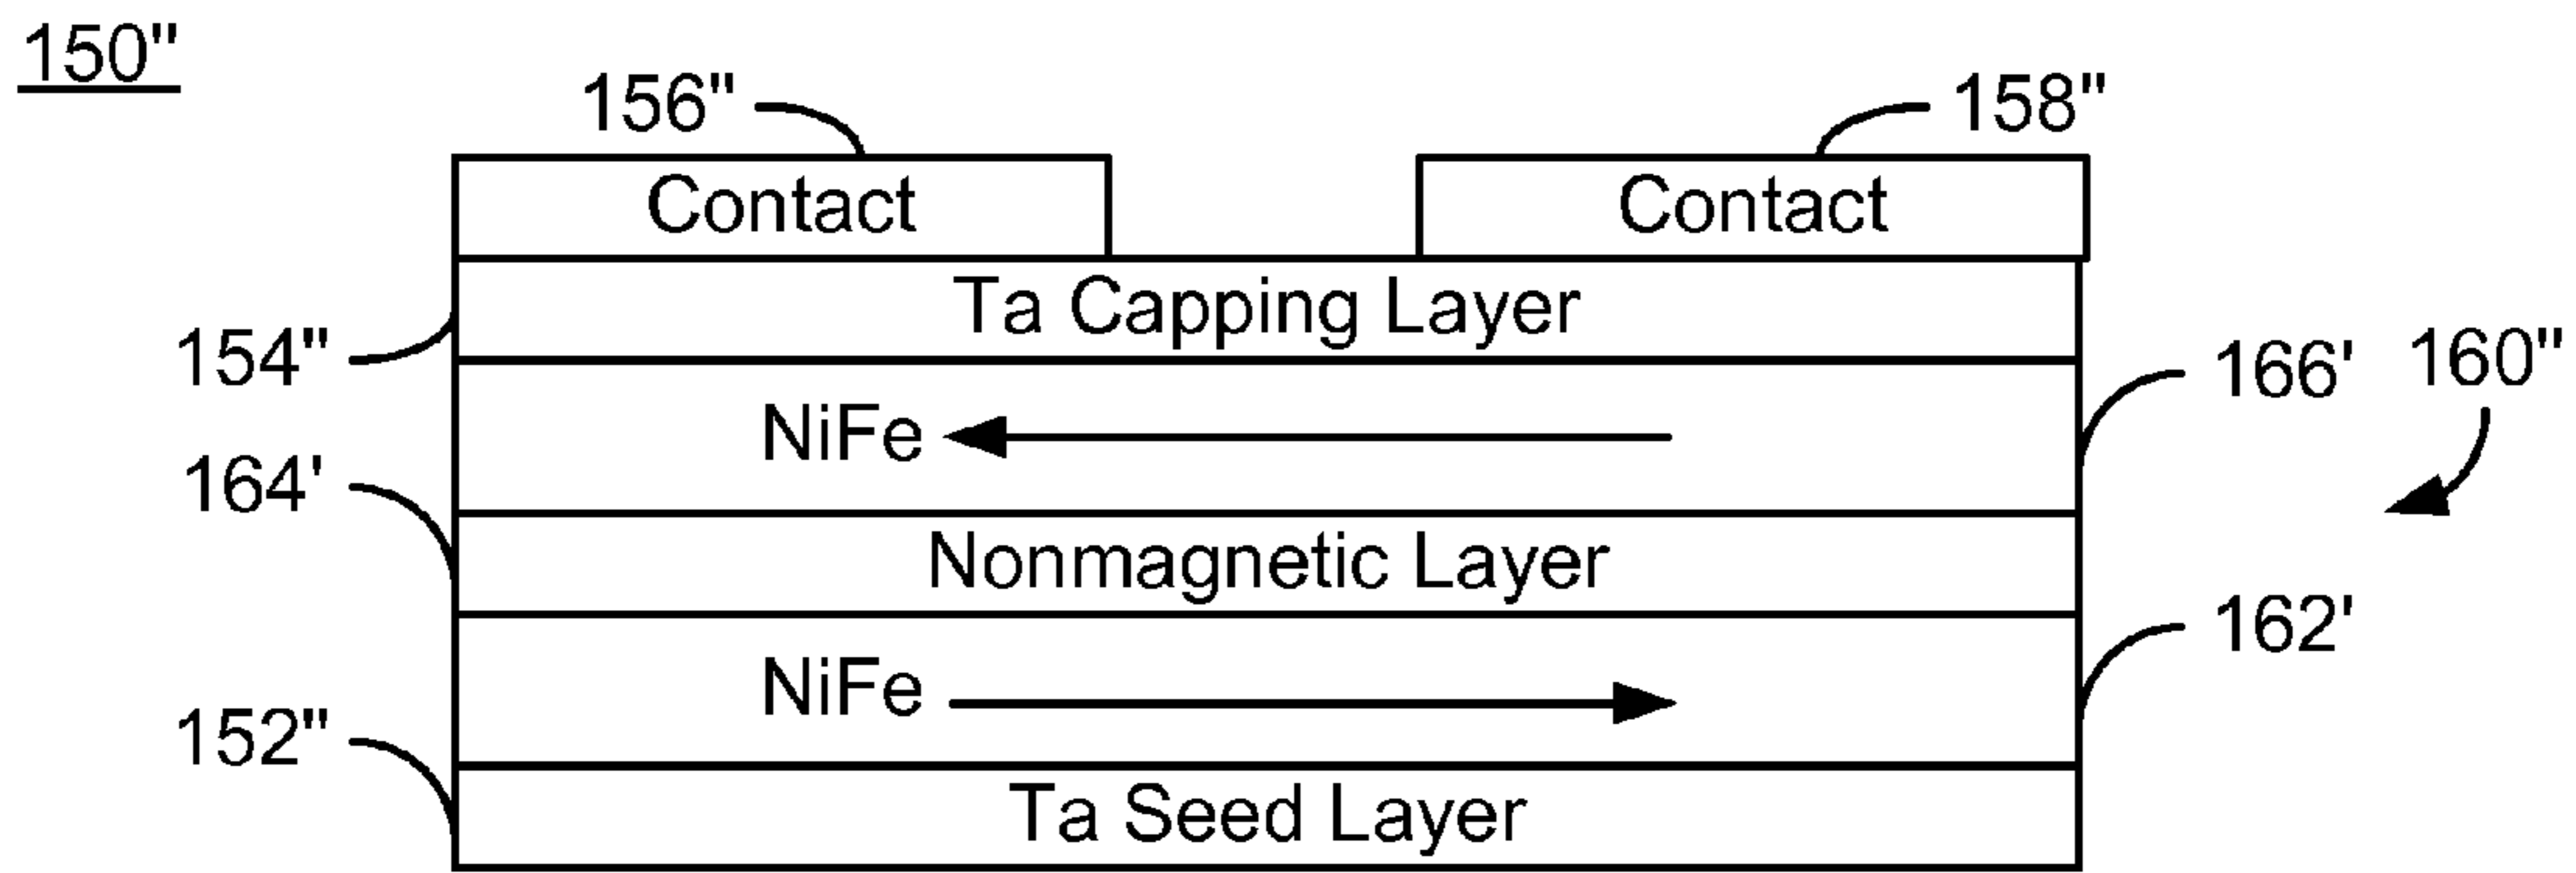 150"
156"
158"
Contact
Contact
Ta Capping Layer
154"
166'
160"
NiFe
164'
Nonmagnetic Layer
162'
NiFe
152"
Ta Seed Layer